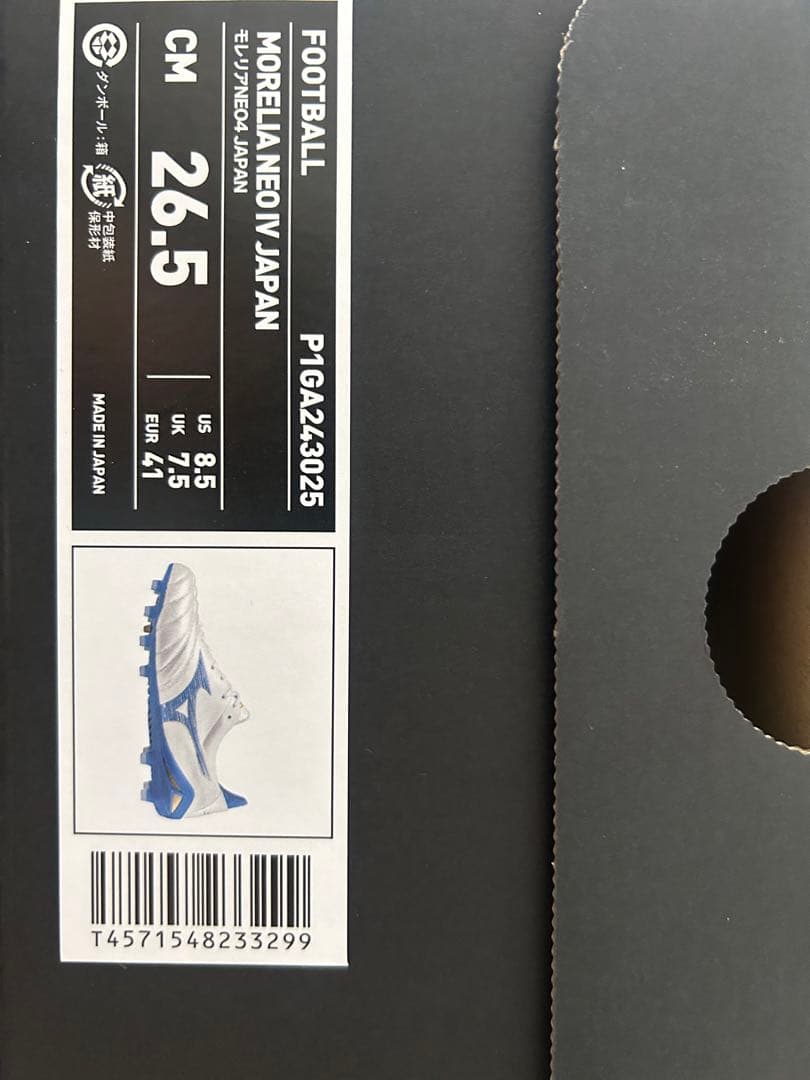 FOOTBALL P1GA243025
MORELIA NEO IV JAPAN
モレリアNEO4 JAPAN
CM 26.5
US 8.5
UK 7.5
EUR 41
ダンボール:箱
紙
中包装紙
保形材
MADE IN JAPAN
T4571548233299